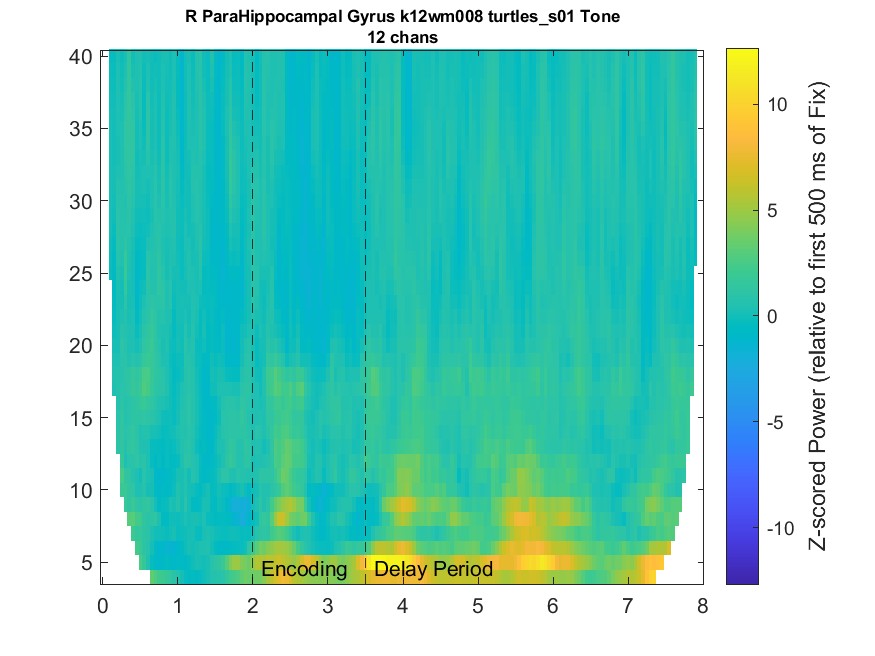 R ParaHippocampal Gyrus k12wm008 turtles_s01 Tone
12 chans
40
35
30
25
20
15
10
5
Encoding
Delay Period
0 1 2 3 4 5 6 7 8
10
5
0
-5
-10
Z-scored Power (relative to first 500 ms of Fix)